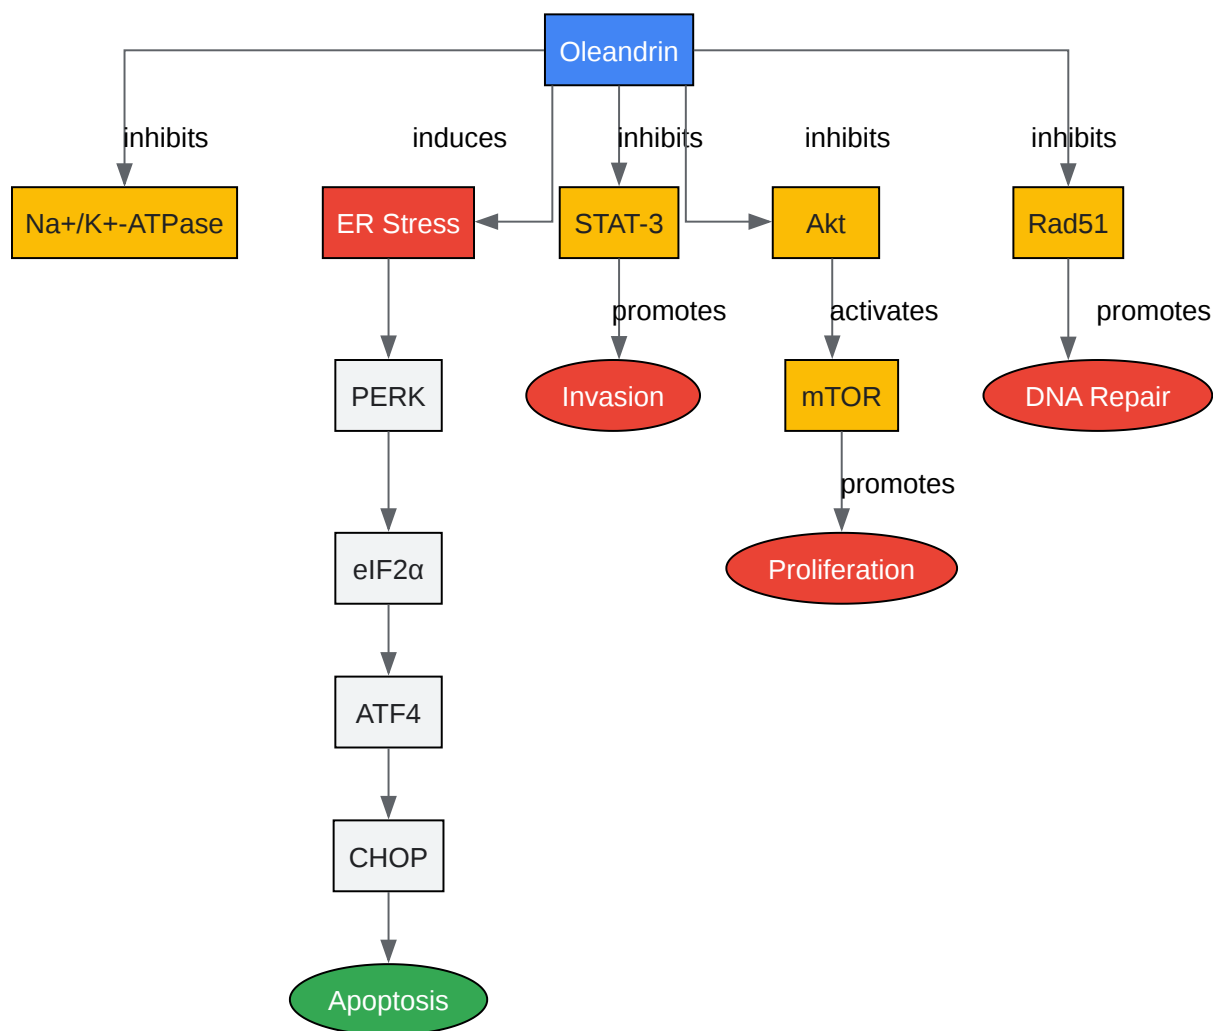 Oleandrin
inhibits
induces
inhibits
inhibits
inhibits
Na+/K+-ATPase
ER Stress
STAT-3
Akt
Rad51
promotes
activates
promotes
PERK
Invasion
mTOR
DNA Repair
promotes
eIF2α
Proliferation
ATF4
CHOP
Apoptosis